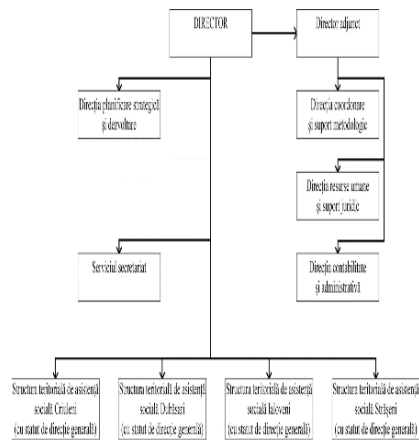 DIRECTOR
Director adjunct
Direcția planificare strategică
și dezvoltare
Direcția coordonare
și suport metodologic
Direcția resurse umane
și suport juridic
Serviciul secretariat
Direcția contabilitate
și administrativă
Structura teritorială de asistență
socială Criuleni
(cu statut de direcție generală)
Structura teritorială de asistență
socială Dubăsari
(cu statut de direcție generală)
Structura teritorială de asistență
socială Ialoveni
(cu statut de direcție generală)
Structura teritorială de asistență
socială Strășeni
(cu statut de direcție generală)